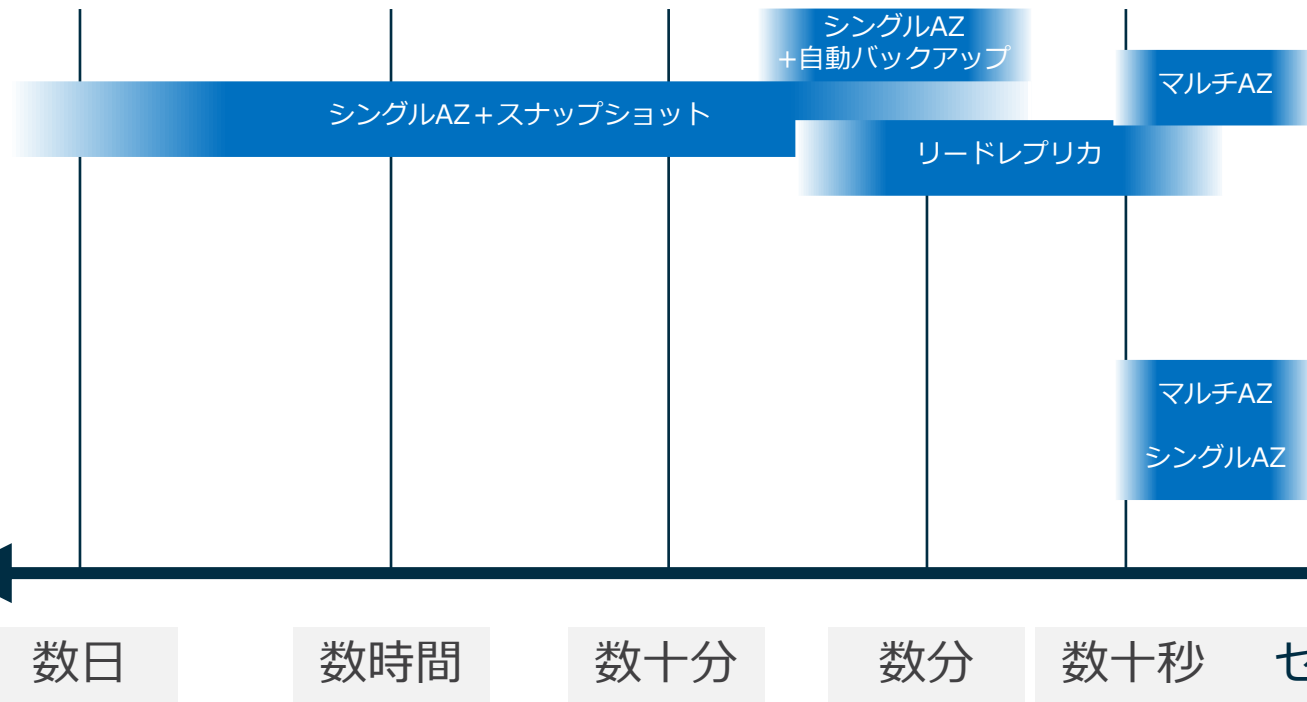 シングルAZ
+自動バックアップ
マルチAZ
シングルAZ+スナップショット
リードレプリカ
マルチAZ
シングルAZ
数日
数時間
数十分
数分
数十秒